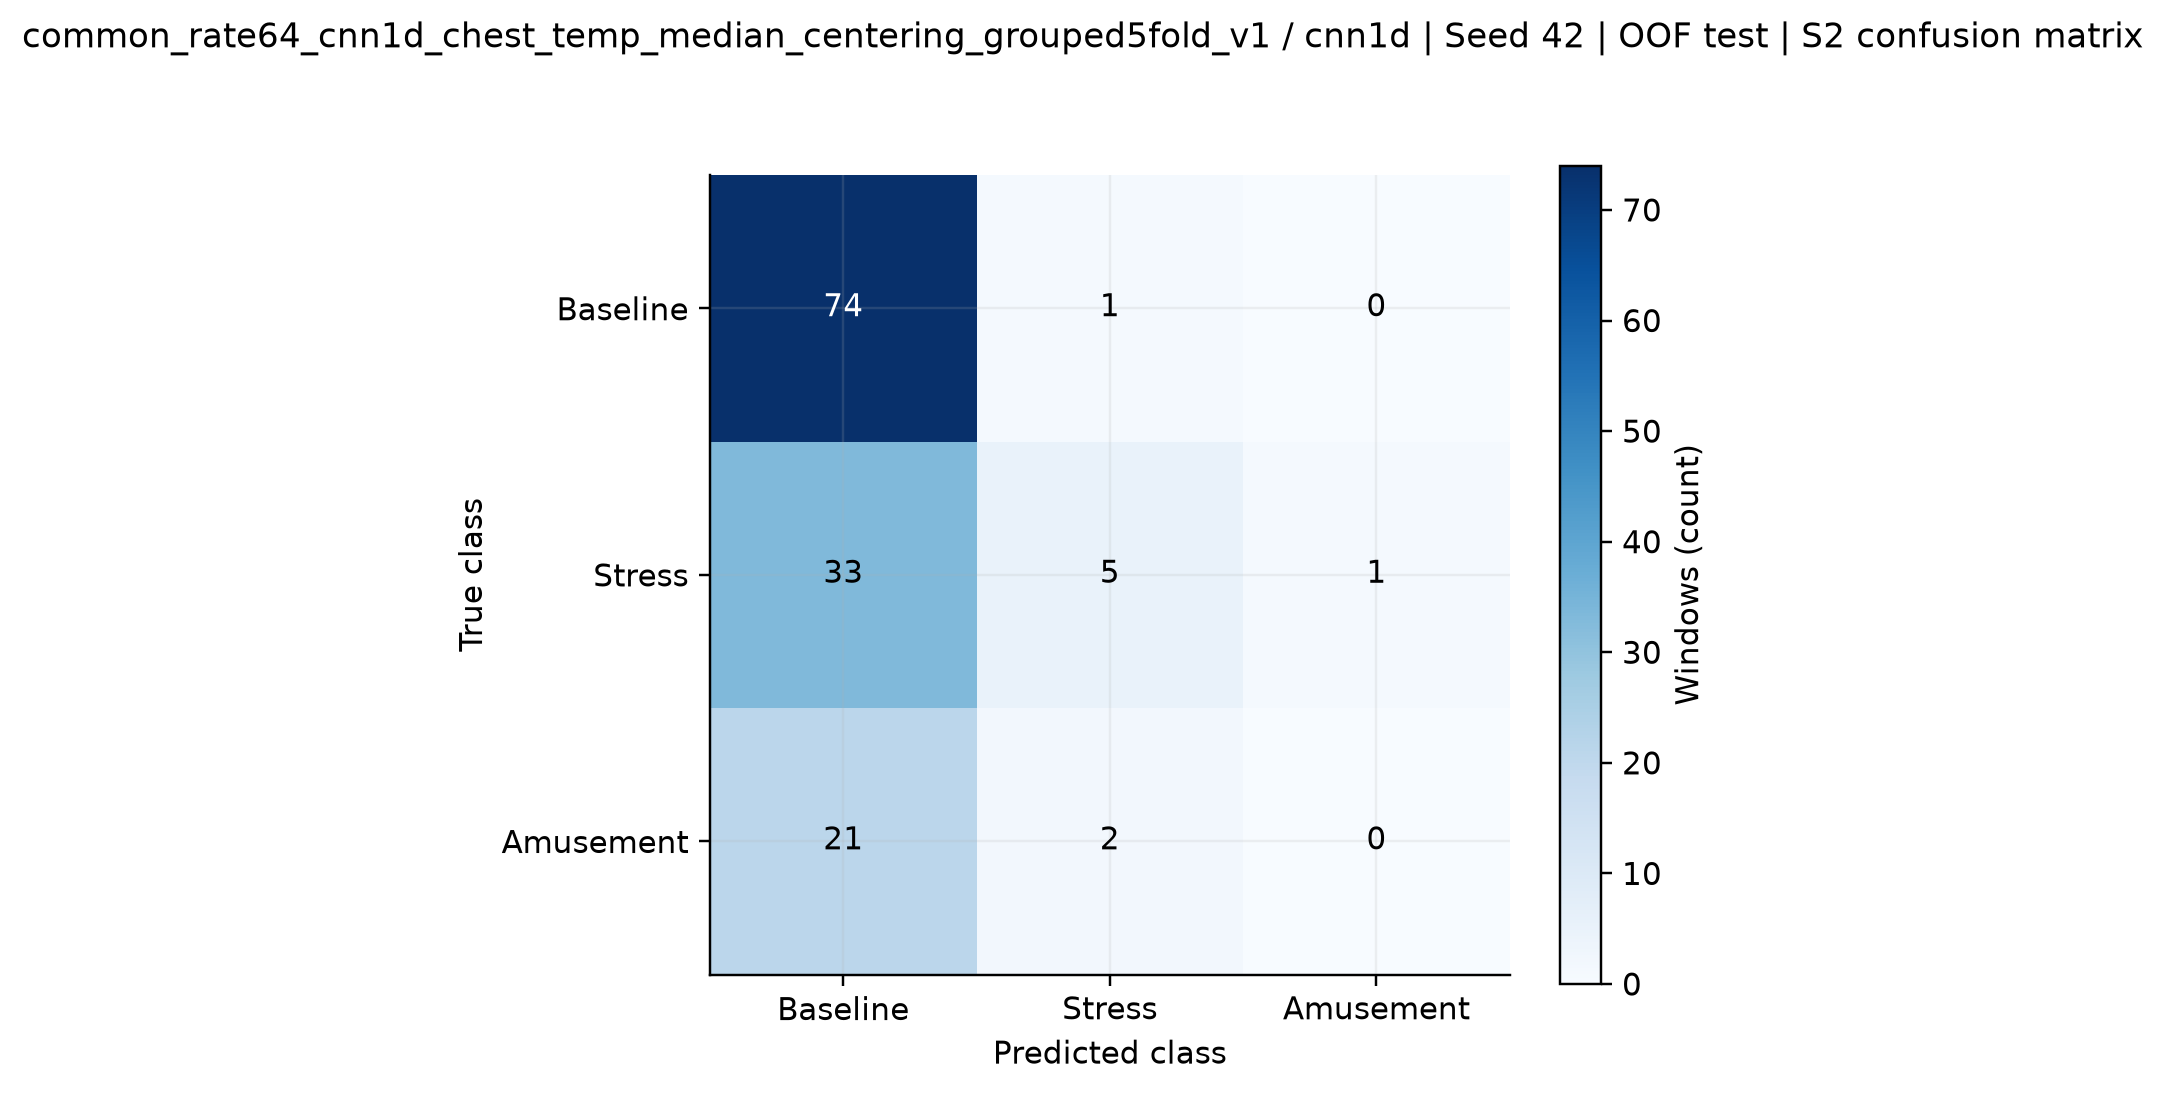 common_rate64_cnn1d_chest_temp_median_centering_grouped5fold_v1 / cnn1d | Seed 42 | OOF test | S2 confusion matrix
True class
Baseline
74
1
0
Stress
33
5
1
Amusement
21
2
0
Baseline
Stress
Amusement
Predicted class
70
60
50
40
30
20
10
0
Windows (count)